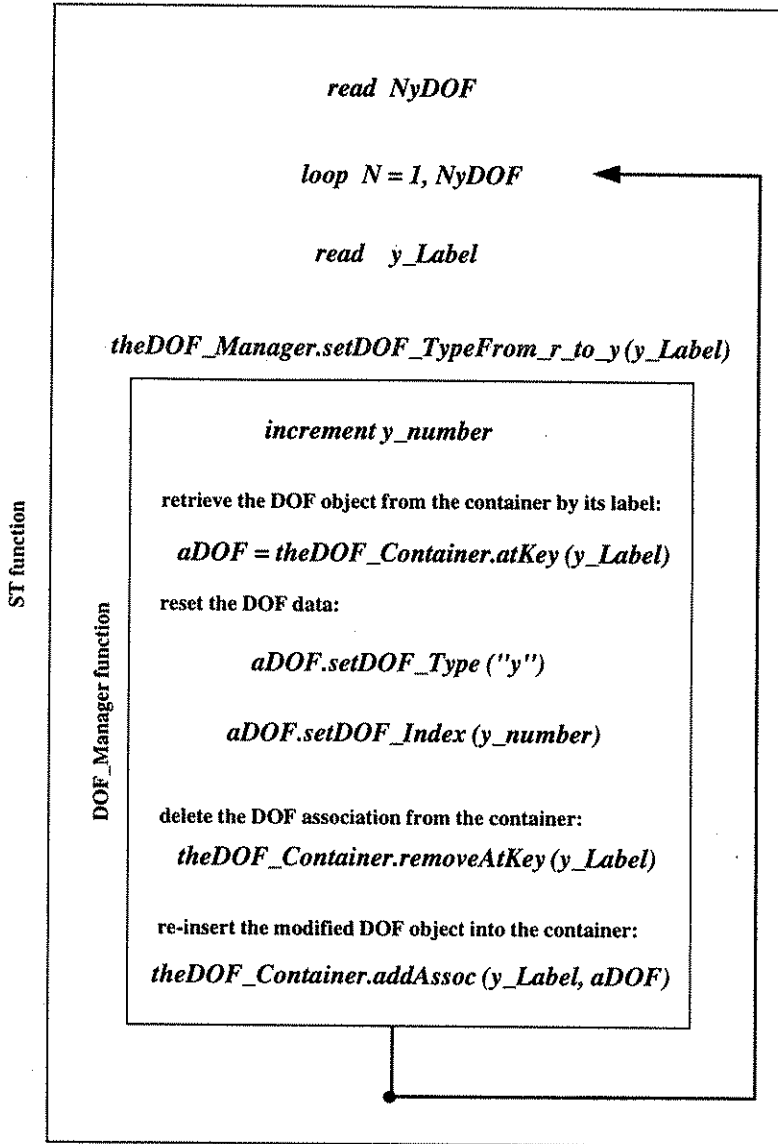 read NyDOF
loop N = 1, NyDOF
read y_Label
theDOF_Manager.setDOF_TypeFrom_r_to_y (y_Label)
increment y_number
retrieve the DOF object from the container by its label:
aDOF = theDOF_Container.atKey (y_Label)
reset the DOF data:
aDOF.setDOF_Type ("y")
aDOF.setDOF_Index (y_number)
delete the DOF association from the container:
theDOF_Container.removeAtKey (y_Label)
re-insert the modified DOF object into the container:
theDOF_Container.addAssoc (y_Label, aDOF)
DOF_Manager function
ST function